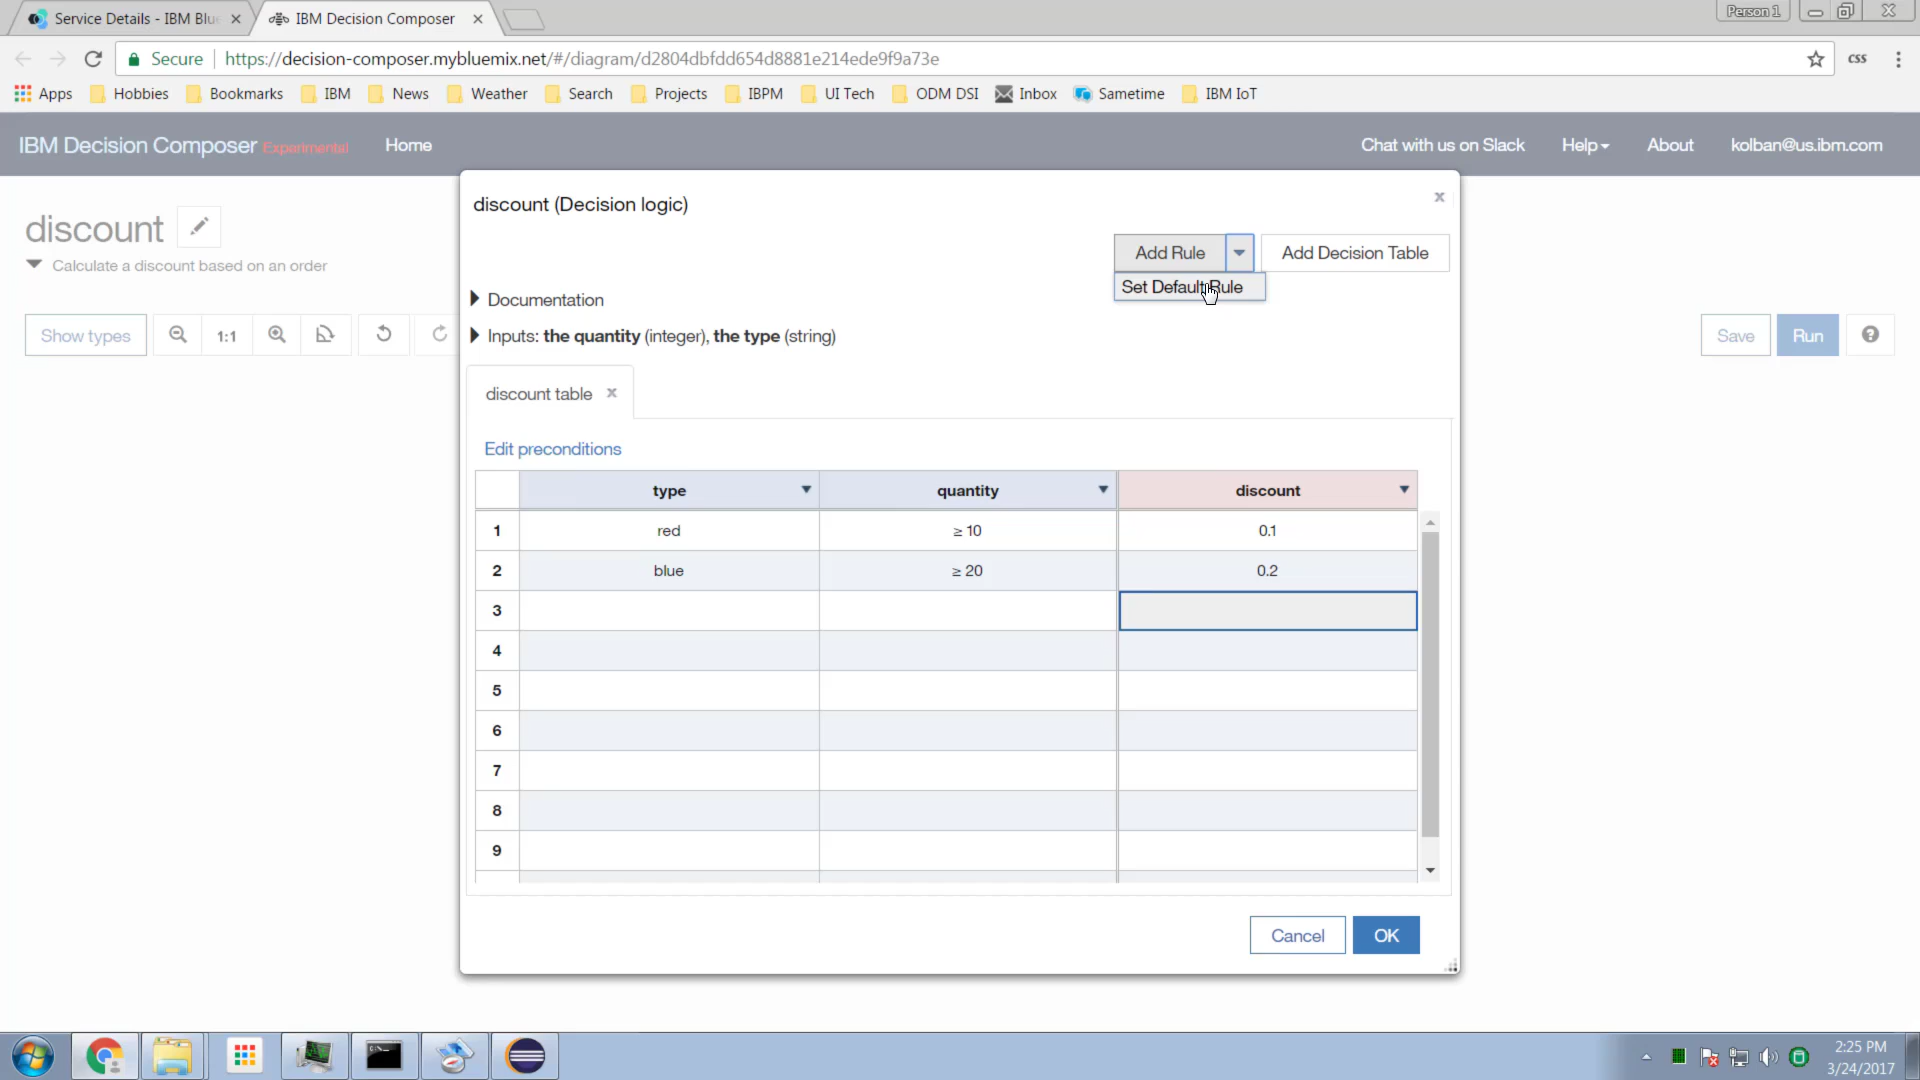 Service Details - IBM Blu
IBM Decision Composer
Person 1
Secure
https://decision-composer.mybluemix.net/#/diagram/d2804dbfdd654d8881e214ede9f9a73e
css
Apps
Hobbies
Bookmarks
IBM
News
Weather
Search
Projects
IBPM
UI Tech
ODM DSI
Inbox
Sametime
IBM IoT
IBM Decision Composer Experimental
Home
Chat with us on Slack
Help
About
kolban@us.ibm.com
discount
Calculate a discount based on an order
Show types
1:1
Save
Run
discount (Decision logic)
Add Rule
Add Decision Table
Set Default Rule
Documentation
Inputs: the quantity (integer), the type (string)
discount table
Edit preconditions
type quantity discount
1 red ≥ 10 0.1
2 blue ≥ 20 0.2
3
4
5
6
7
8
9
Cancel
OK
2:25 PM
3/24/2017